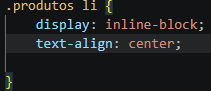 .produtos li {
display: inline-block;
text-align: center;
}